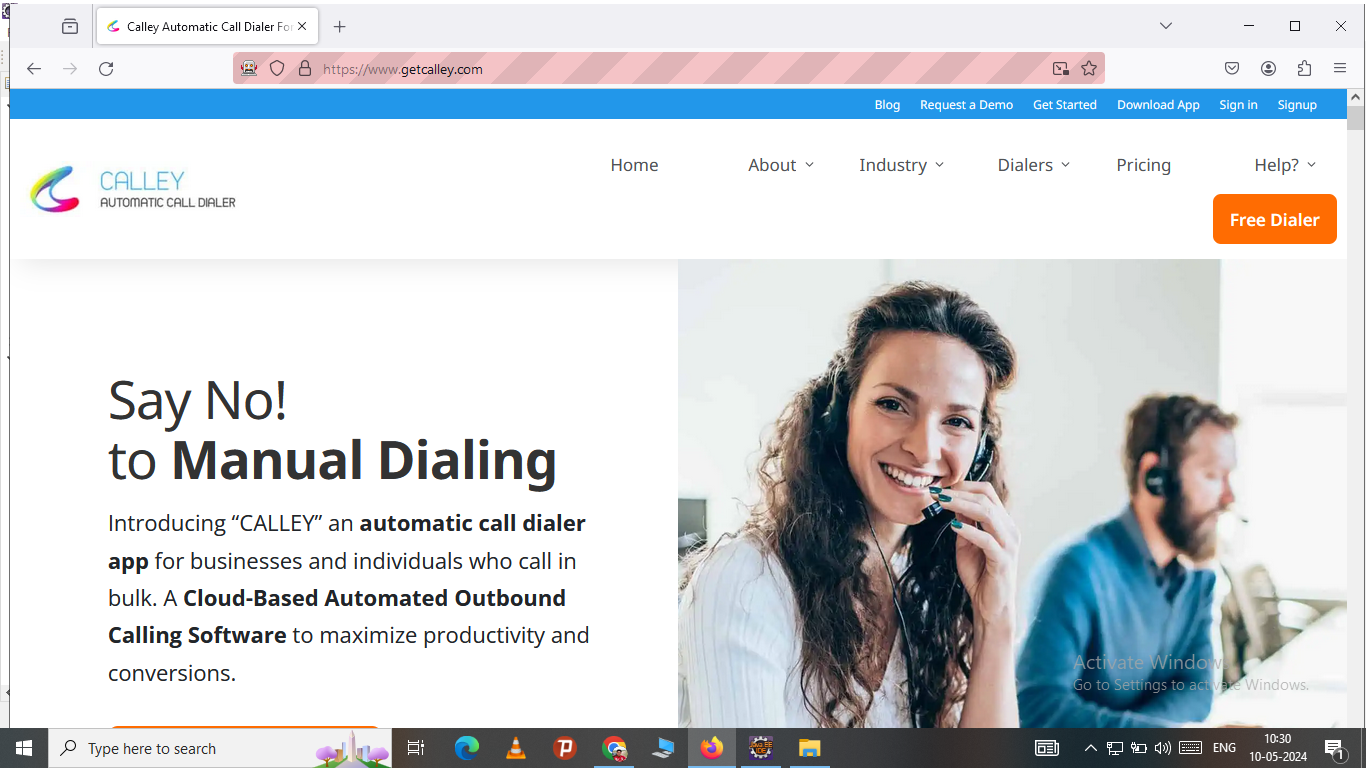 Calley Automatic Call Dialer For
https://www.getcalley.com
Blog Request a Demo Get Started Download App Sign in Signup
CALLEY
AUTOMATIC CALL DIALER
Home About Industry Dialers Pricing Help?
Free Dialer
Say No!
to Manual Dialing
Introducing “CALLEY” an automatic call dialer
app for businesses and individuals who call in
bulk. A Cloud-Based Automated Outbound
Calling Software to maximize productivity and
conversions.
Activate Windows
Go to Settings to activate Windows.
Type here to search
ENG
10:30
10-05-2024
1